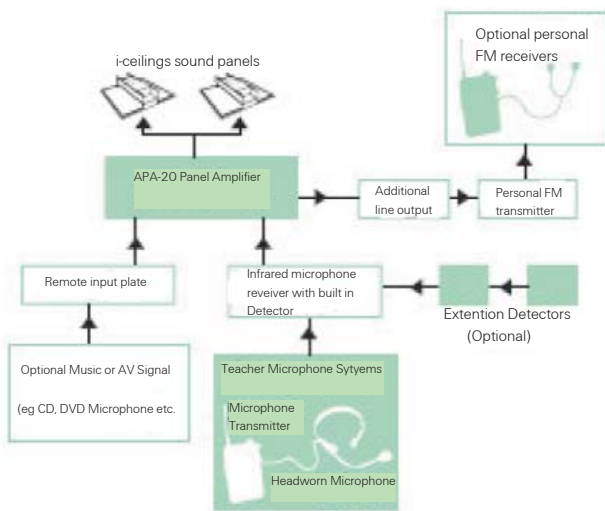 Optional personal
FM receivers
i-ceilings sound panels
APA-20 Panel Amplifier
Additional
line output
Personal FM
transmitter
Remote input plate
Infrared microphone
reveiver with built in
Detector
Extention Detectors
(Optional)
Optional Music or AV Signal
(eg CD, DVD Microphone etc.
Teacher Microphone Sytyems
Microphone
Transmitter
Headworn Microphone